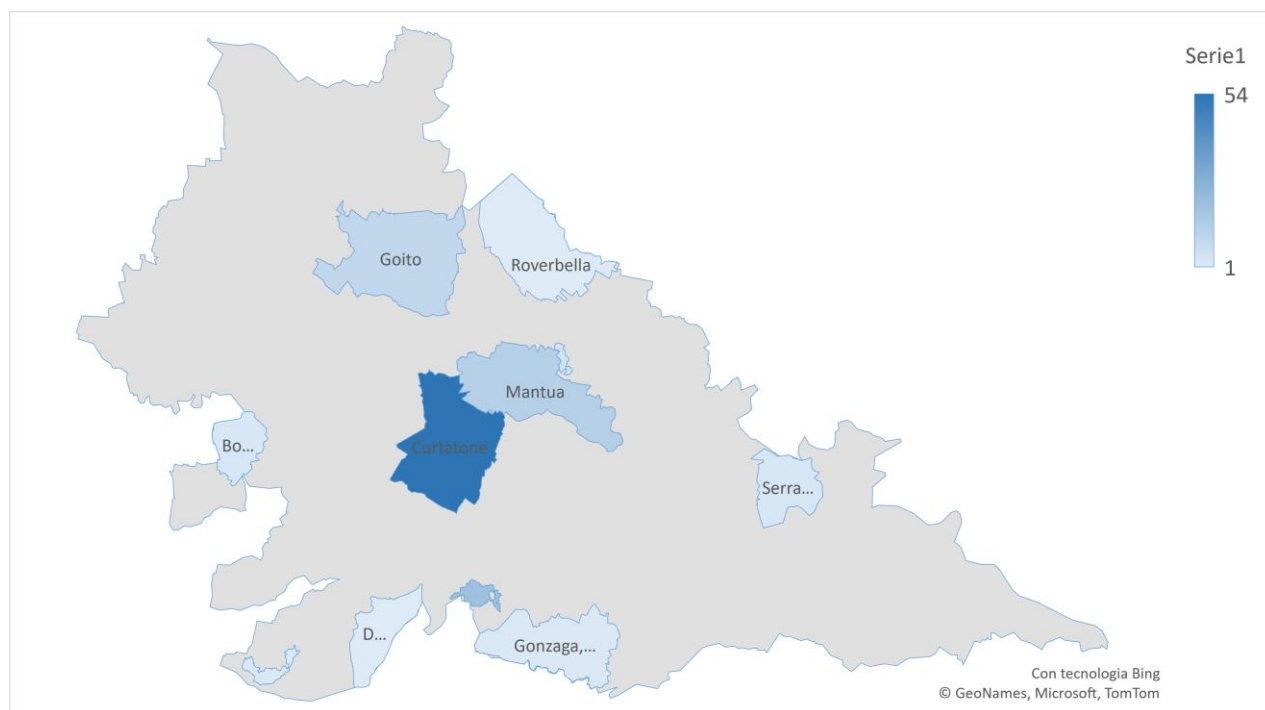 Serie1
54
1
Goito
Roverbella
Mantua
Curtatone
Bo...
Serra...
D...
Gonzaga,...
Con tecnologia Bing
© GeoNames, Microsoft, TomTom